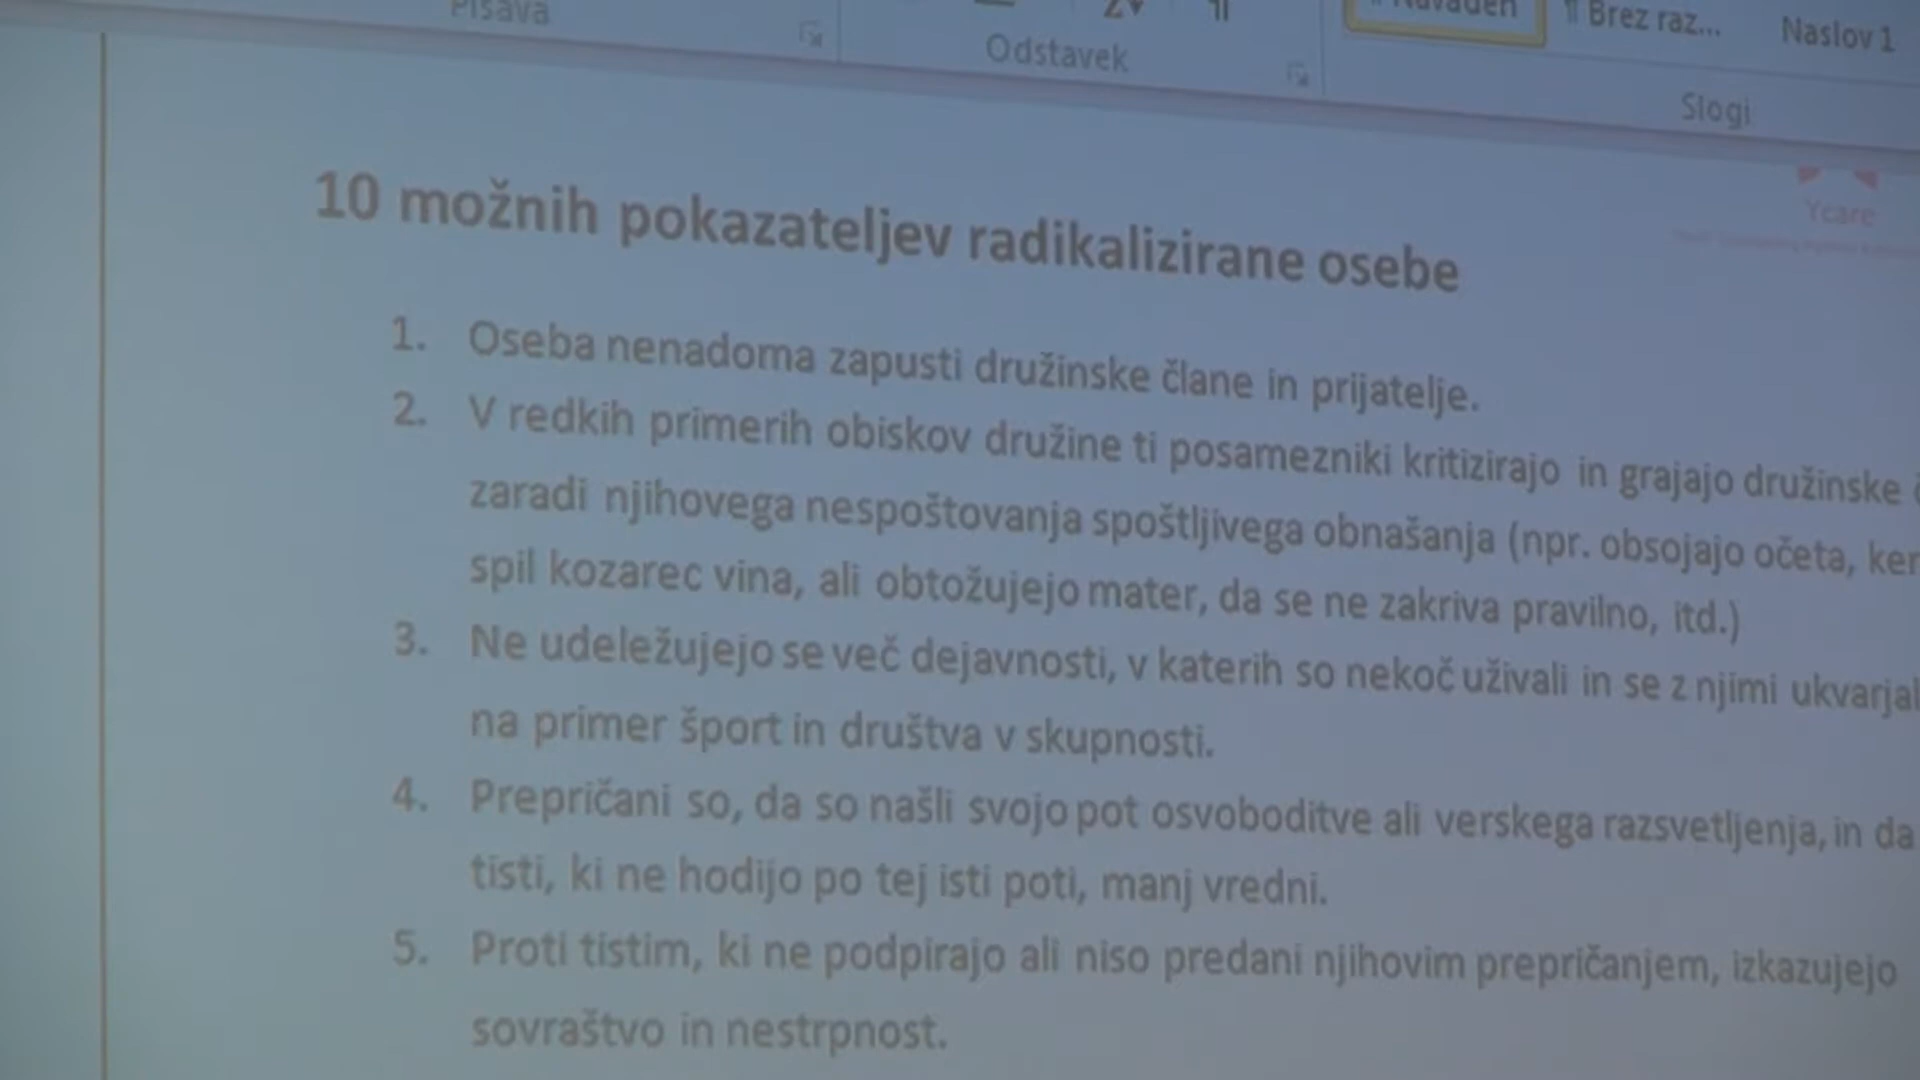 Pisava
Odstavek
Navaden
¶ Brez raz...
Naslov 1
Slogi
Ycare
10 možnih pokazateljev radikalizirane osebe
1. Oseba nenadoma zapusti družinske člane in prijatelje.
2. V redkih primerih obiskov družine ti posamezniki kritizirajo in grajajo družinske
zaradi njihovega nespoštovanja spoštljivega obnašanja (npr. obsojajo očeta, ker
spil kozarec vina, ali obtožujejo mater, da se ne zakriva pravilno, itd.)
3. Ne udeležujejo se več dejavnosti, v katerih so nekoč uživali in se z njimi ukvarjal
na primer šport in društva v skupnosti.
4. Prepričani so, da so našli svojo pot osvoboditve ali verskega razsvetljenja, in da
tisti, ki ne hodijo po tej isti poti, manj vredni.
5. Proti tistim, ki ne podpirajo ali niso predani njihovim prepričanjem, izkazujejo
sovraštvo in nestrpnost.